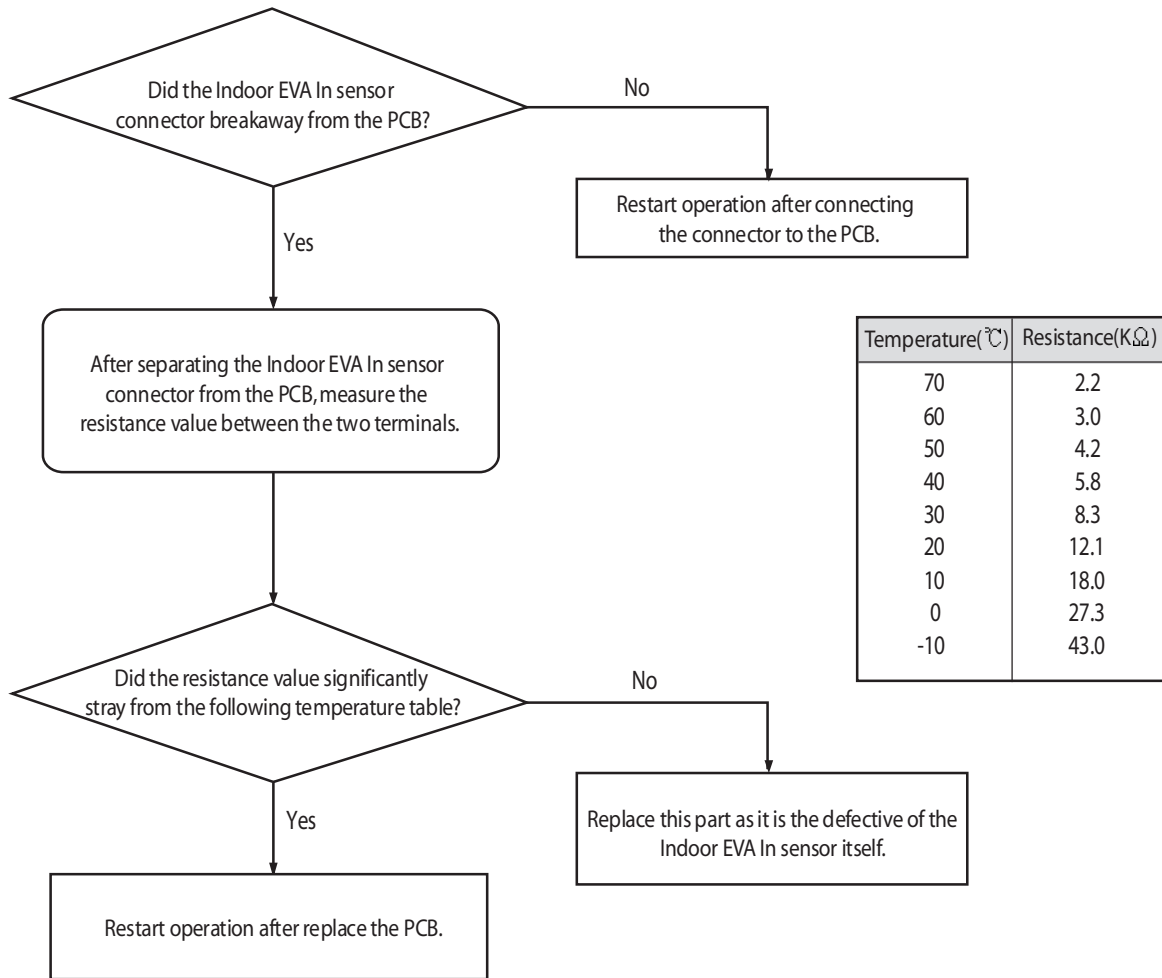 Did the Indoor EVA In sensor
connector breakaway from the PCB?
No
Restart operation after connecting
the connector to the PCB.
Yes
After separating the Indoor EVA In sensor
connector from the PCB, measure the
resistance value between the two terminals.
Temperature(℃) Resistance(KΩ)
70 2.2
60 3.0
50 4.2
40 5.8
30 8.3
20 12.1
10 18.0
0 27.3
-10 43.0
Did the resistance value significantly
stray from the following temperature table?
No
Replace this part as it is the defective of the
Indoor EVA In sensor itself.
Yes
Restart operation after replace the PCB.